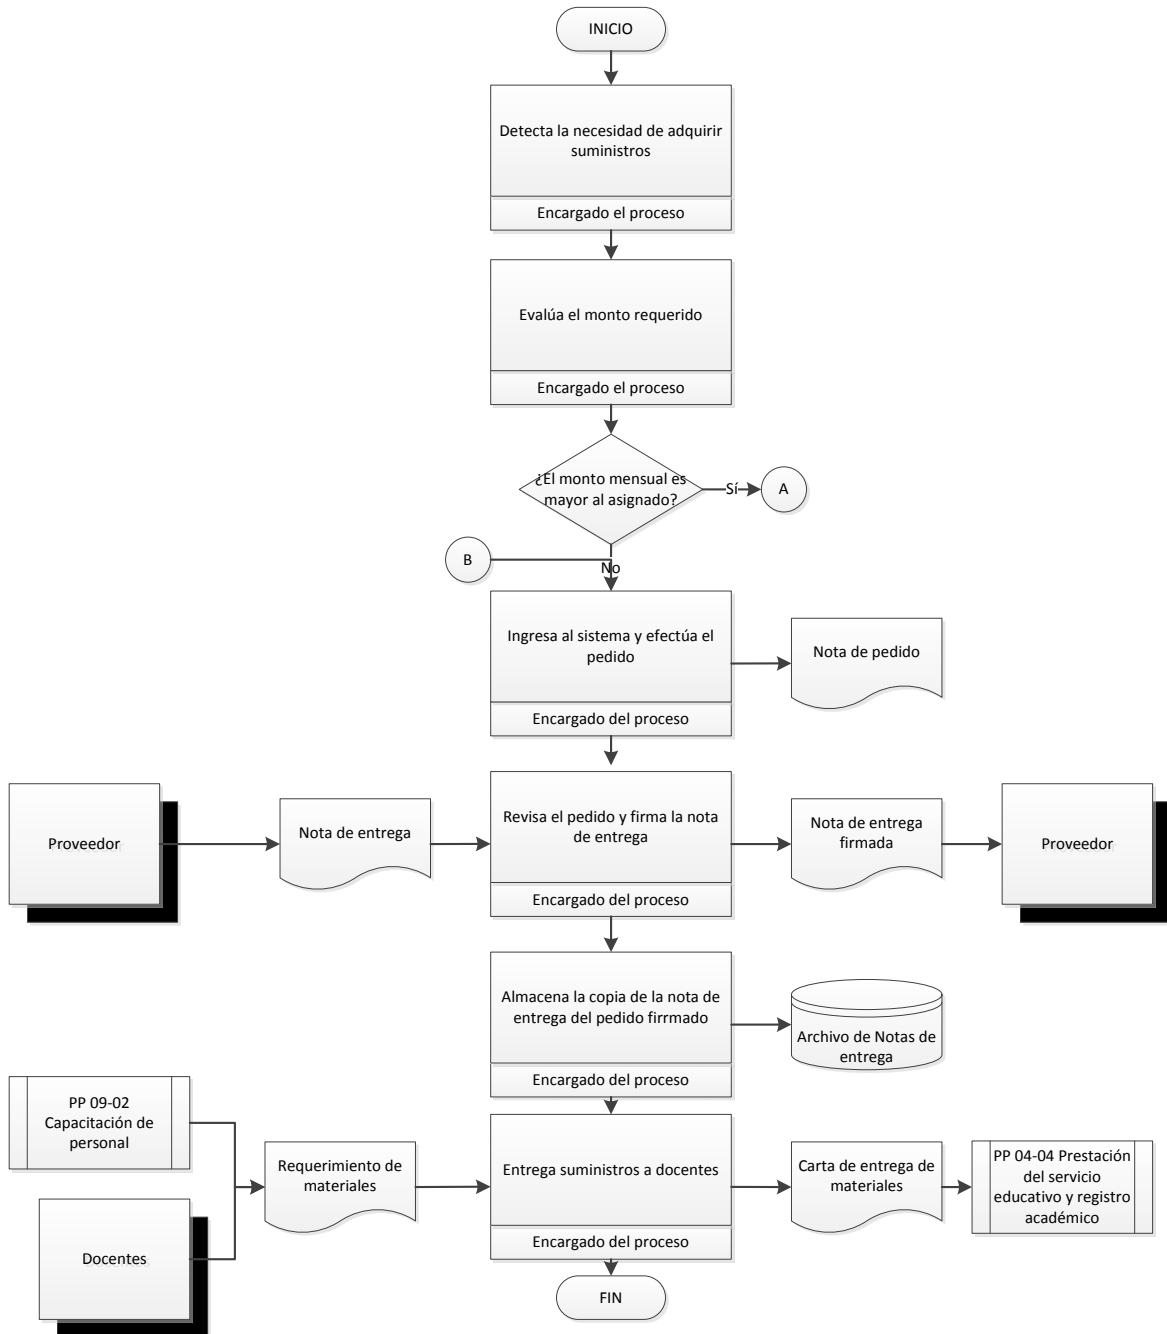 INICIO
Detecta la necesidad de adquirir
suministros
Encargado el proceso
Evalúa el monto requerido
Encargado el proceso
¿El monto mensual es
mayor al asignado?
Sí
A
B
No
Ingresa al sistema y efectúa el
pedido
Encargado del proceso
Nota de pedido
Proveedor
Nota de entrega
Revisa el pedido y firma la nota
de entrega
Encargado del proceso
Nota de entrega
firmada
Proveedor
Almacena la copia de la nota de
entrega del pedido firrmado
Encargado del proceso
Archivo de Notas de
entrega
PP 09-02
Capacitación de
personal
Docentes
Requerimiento de
materiales
Entrega suministros a docentes
Encargado del proceso
Carta de entrega de
materiales
PP 04-04 Prestación
del servicio
educativo y registro
académico
FIN